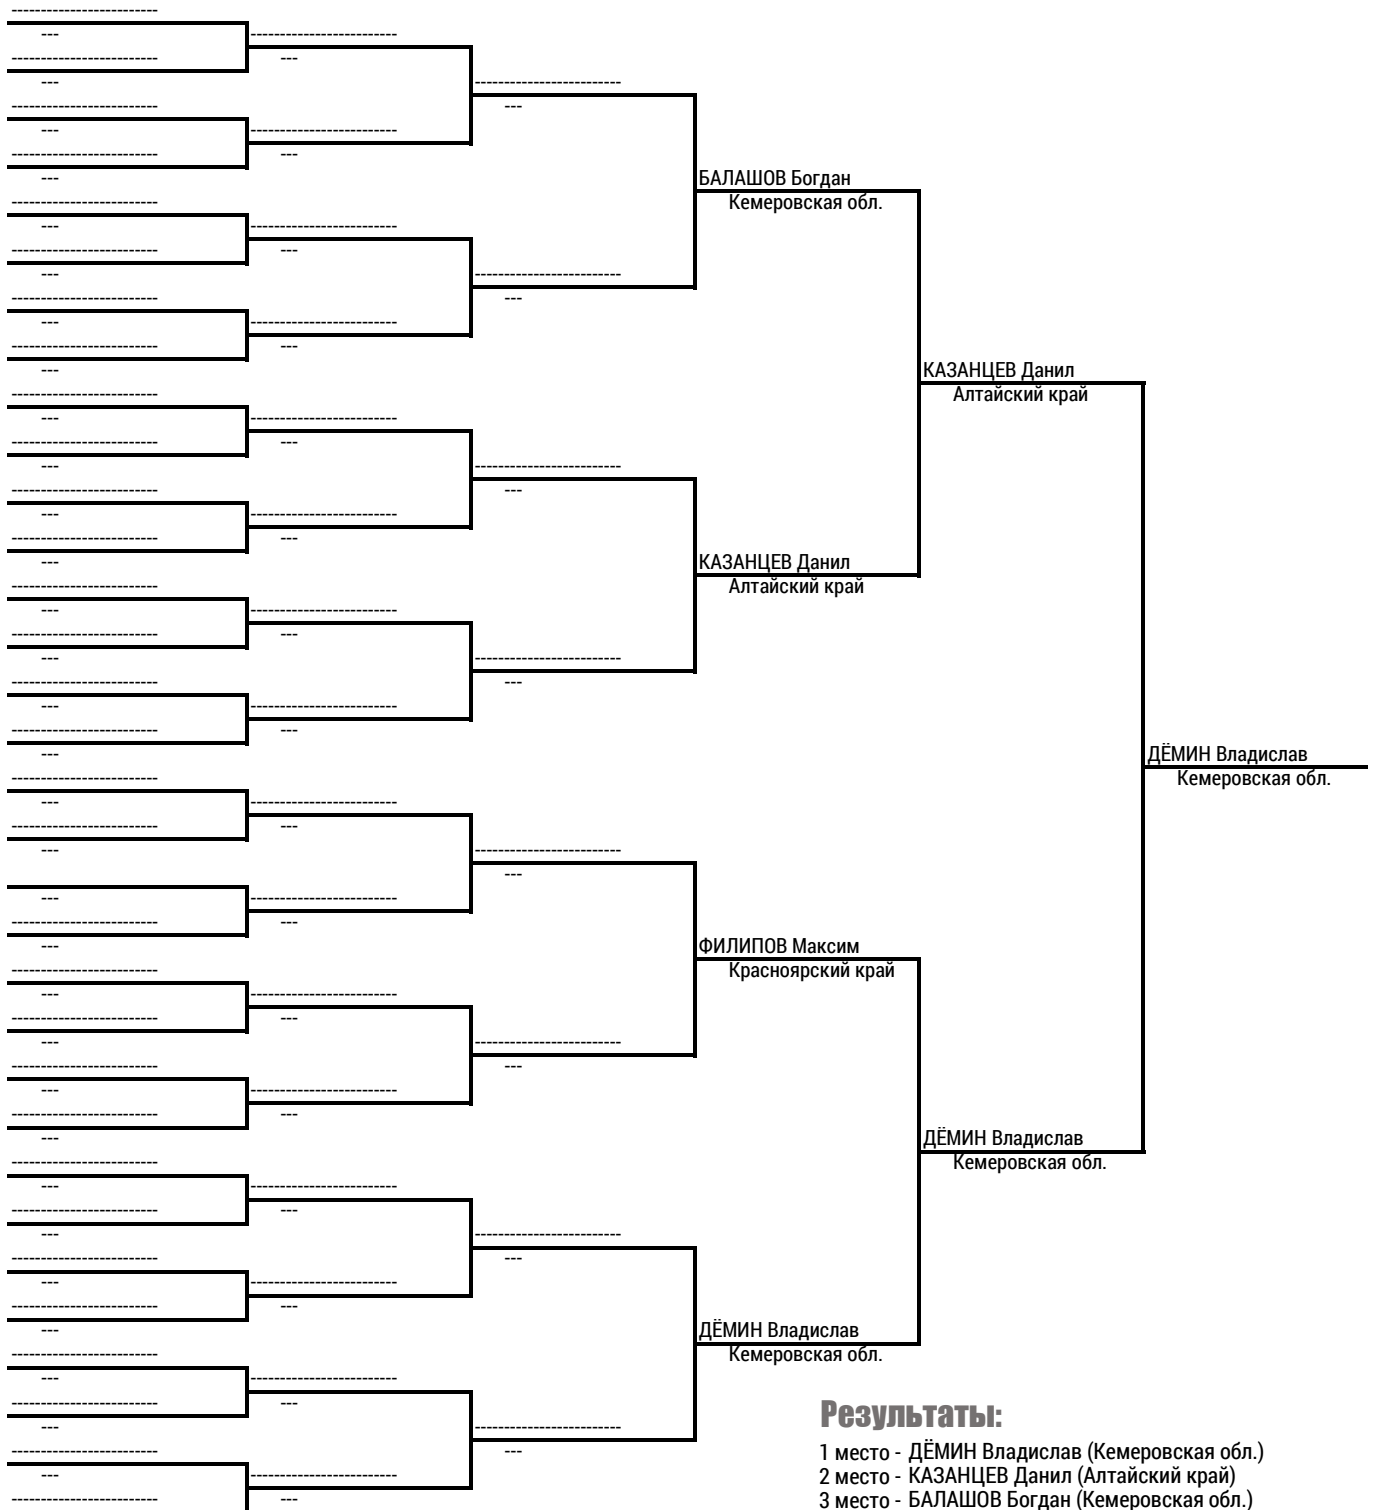 БАЛАШОВ Богдан
Кемеровская обл.
КАЗАНЦЕВ Данил
Алтайский край
КАЗАНЦЕВ Данил
Алтайский край
ДЁМИН Владислав
Кемеровская обл.
ФИЛИПОВ Максим
Красноярский край
ДЁМИН Владислав
Кемеровская обл.
ДЁМИН Владислав
Кемеровская обл.
Результаты:
1 место - ДЁМИН Владислав (Кемеровская обл.)
2 место - КАЗАНЦЕВ Данил (Алтайский край)
3 место - БАЛАШОВ Богдан (Кемеровская обл.)